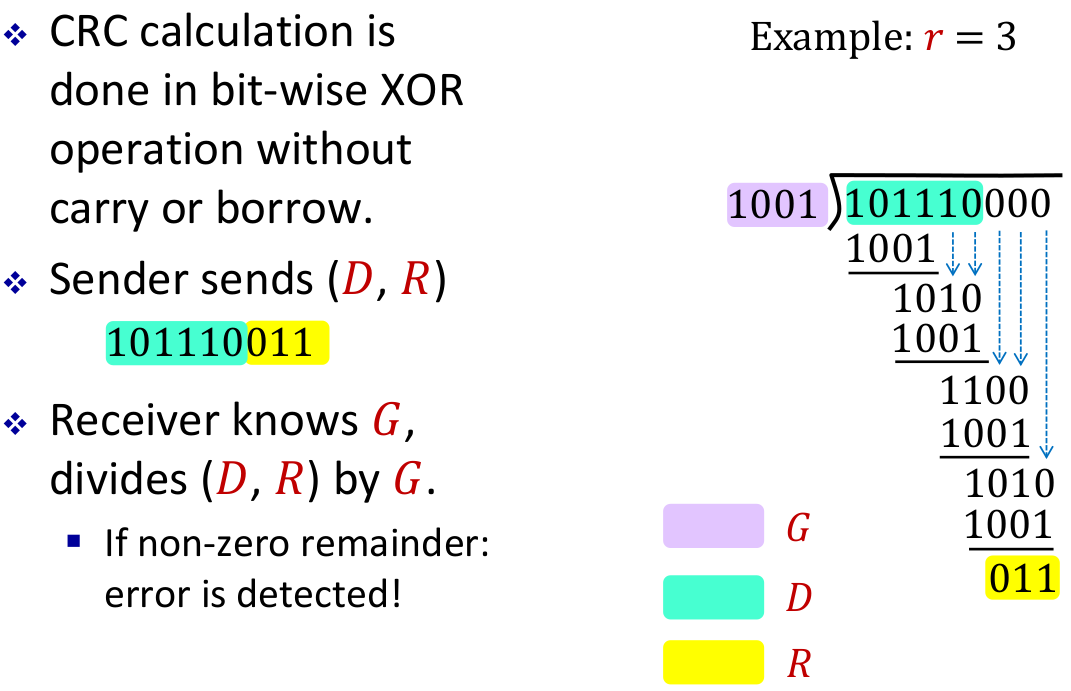 ❖ CRC calculation is
done in bit-wise XOR
operation without
carry or borrow.
❖ Sender sends (D, R)
101110011
❖ Receiver knows G,
divides (D, R) by G.
▪ If non-zero remainder:
error is detected!
Example: r = 3
1001 101110000
1001
1010
1001
1100
1001
1010
1001
011
G
D
R